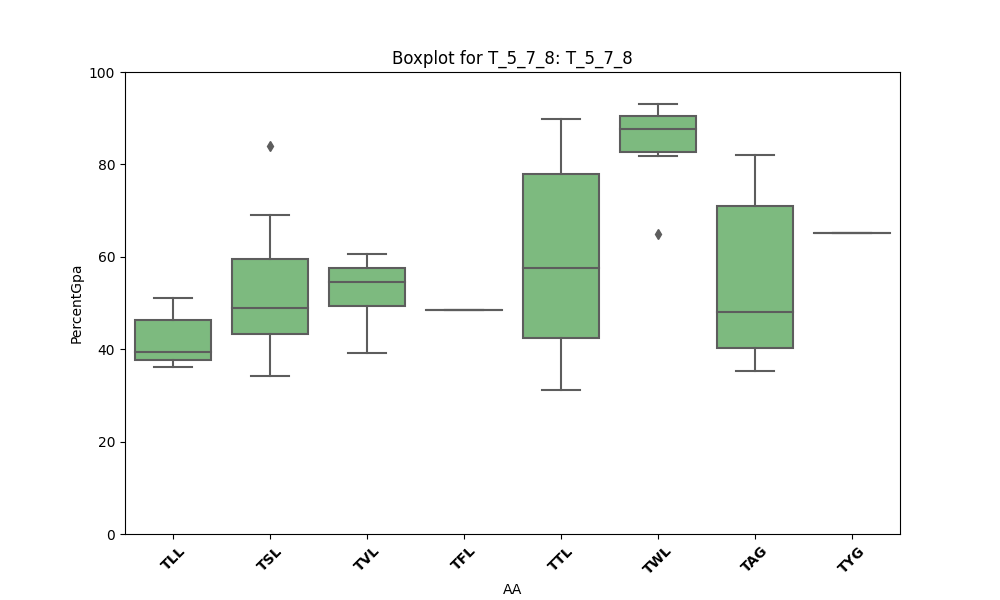 Boxplot for T_5_7_8: T_5_7_8
100
80
60
40
20
0
PercentGpa
TLL
TSL
TVL
TFL
TTL
TWL
TAG
TYG
AA